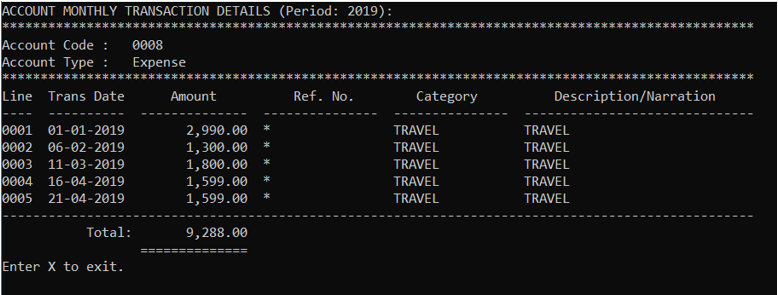 ACCOUNT MONTHLY TRANSACTION DETAILS (Period: 2019):
**************************************************************************************************
Account Code :   0008
Account Type :   Expense
**************************************************************************************************
Line  Trans Date      Amount          Ref. No.        Category          Description/Narration
----  ----------  --------------  ---------------  ---------------  ------------------------------
0001  01-01-2019        2,990.00  *                TRAVEL           TRAVEL
0002  06-02-2019        1,300.00  *                TRAVEL           TRAVEL
0003  11-03-2019        1,800.00  *                TRAVEL           TRAVEL
0004  16-04-2019        1,599.00  *                TRAVEL           TRAVEL
0005  21-04-2019        1,599.00  *                TRAVEL           TRAVEL
--------------------------------------------------------------------------------------------------
           Total:       9,288.00
                  ==============
Enter X to exit.